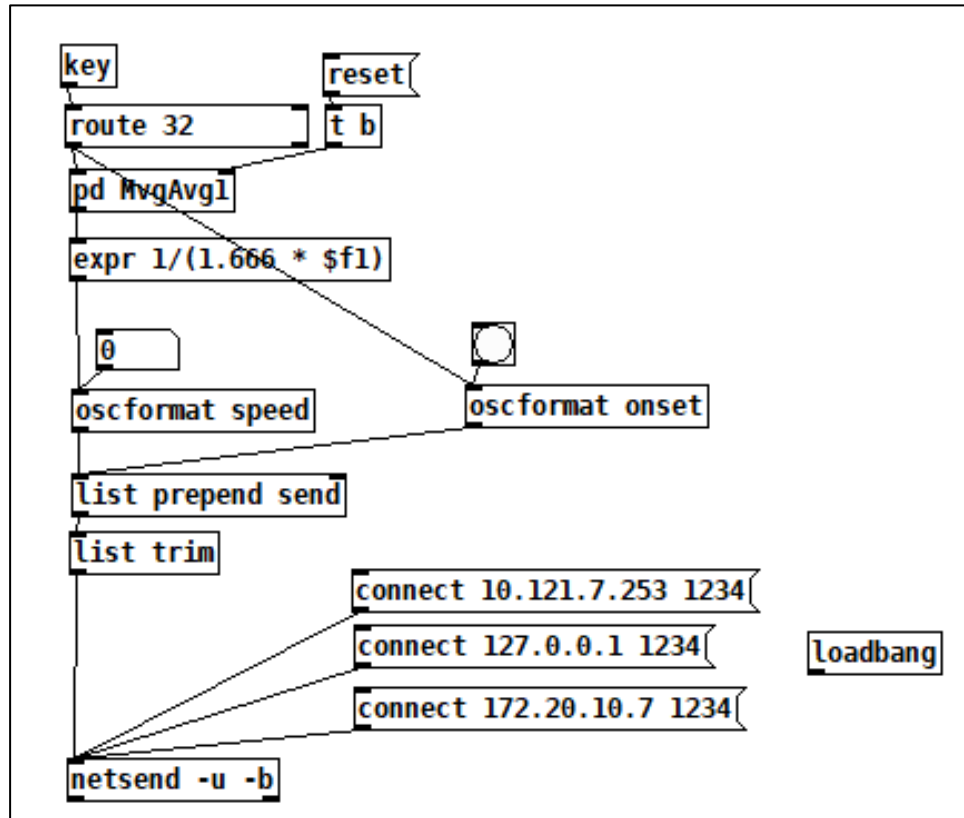 key
reset
route 32
t b
pd MvgAvg1
expr 1/(1.666 * $f1)
0
oscformat speed
oscformat onset
list prepend send
list trim
connect 10.121.7.253 1234
connect 127.0.0.1 1234
loadbang
connect 172.20.10.7 1234
netsend -u -b